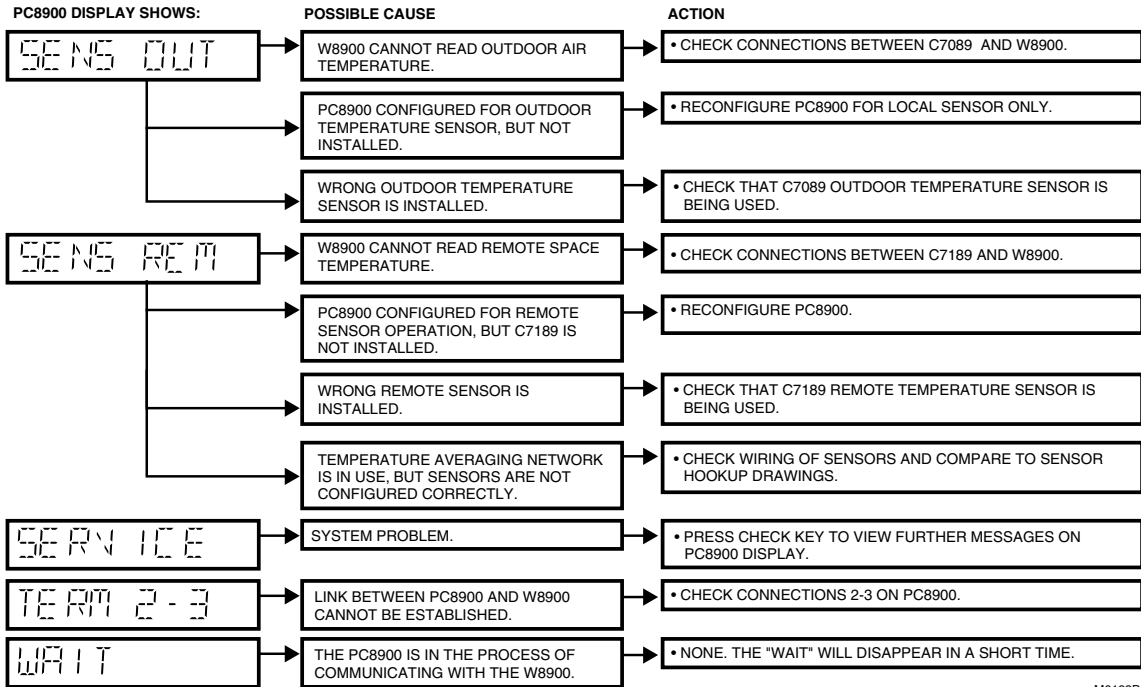 PC8900 DISPLAY SHOWS:
POSSIBLE CAUSE
ACTION
SENS OUT
W8900 CANNOT READ OUTDOOR AIR
TEMPERATURE.
• CHECK CONNECTIONS BETWEEN C7089 AND W8900.
PC8900 CONFIGURED FOR OUTDOOR
TEMPERATURE SENSOR, BUT NOT
INSTALLED.
• RECONFIGURE PC8900 FOR LOCAL SENSOR ONLY.
WRONG OUTDOOR TEMPERATURE
SENSOR IS INSTALLED.
• CHECK THAT C7089 OUTDOOR TEMPERATURE SENSOR IS
BEING USED.
SENS REM
W8900 CANNOT READ REMOTE SPACE
TEMPERATURE.
• CHECK CONNECTIONS BETWEEN C7189 AND W8900.
PC8900 CONFIGURED FOR REMOTE
SENSOR OPERATION, BUT C7189 IS
NOT INSTALLED.
• RECONFIGURE PC8900.
WRONG REMOTE SENSOR IS
INSTALLED.
• CHECK THAT C7189 REMOTE TEMPERATURE SENSOR IS
BEING USED.
TEMPERATURE AVERAGING NETWORK
IS IN USE, BUT SENSORS ARE NOT
CONFIGURED CORRECTLY.
• CHECK WIRING OF SENSORS AND COMPARE TO SENSOR
HOOKUP DRAWINGS.
SERVICE
SYSTEM PROBLEM.
• PRESS CHECK KEY TO VIEW FURTHER MESSAGES ON
PC8900 DISPLAY.
TERM 2-3
LINK BETWEEN PC8900 AND W8900
CANNOT BE ESTABLISHED.
• CHECK CONNECTIONS 2-3 ON PC8900.
WAIT
THE PC8900 IS IN THE PROCESS OF
COMMUNICATING WITH THE W8900.
• NONE. THE "WAIT" WILL DISAPPEAR IN A SHORT TIME.